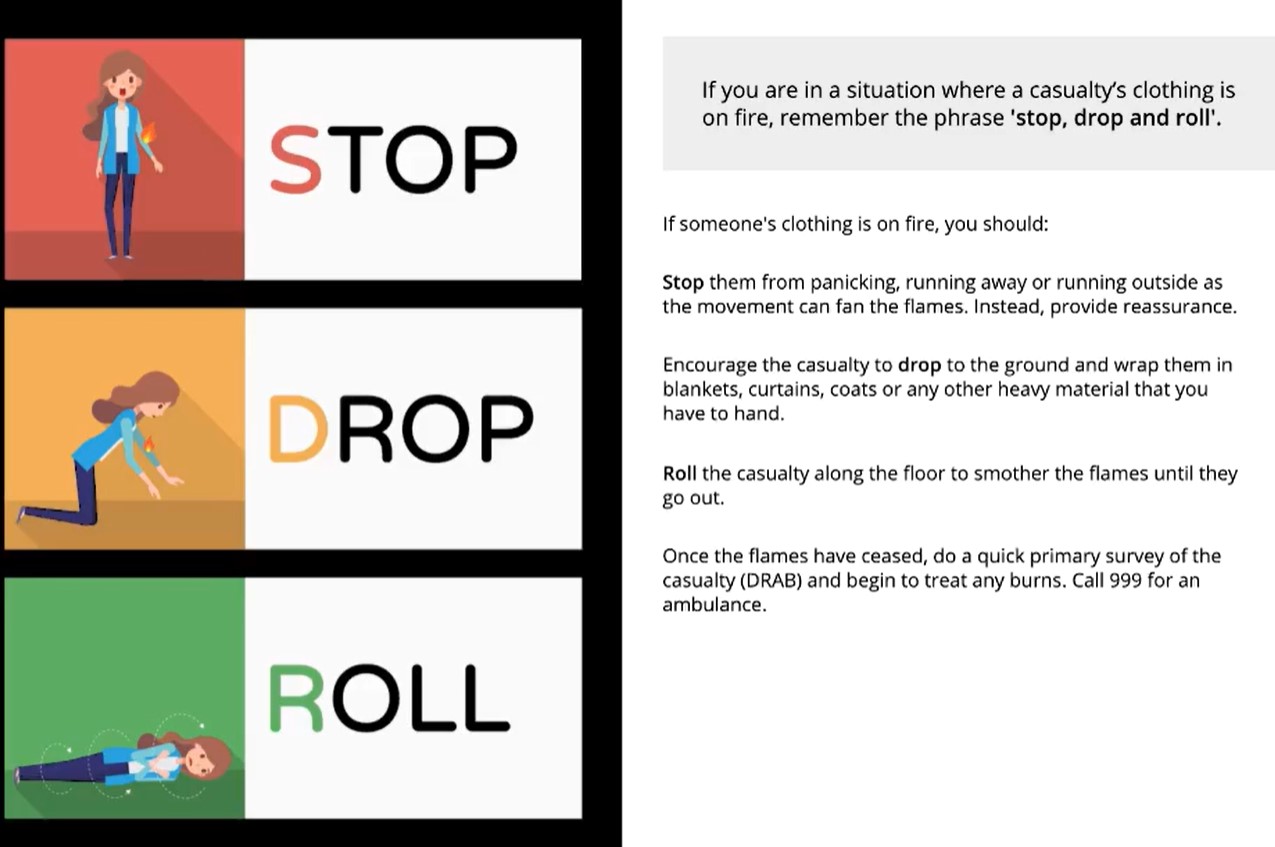 STOP
DROP
ROLL
If you are in a situation where a casualty’s clothing is
on fire, remember the phrase 'stop, drop and roll'.
If someone's clothing is on fire, you should:
Stop them from panicking, running away or running outside as
the movement can fan the flames. Instead, provide reassurance.
Encourage the casualty to drop to the ground and wrap them in
blankets, curtains, coats or any other heavy material that you
have to hand.
Roll the casualty along the floor to smother the flames until they
go out.
Once the flames have ceased, do a quick primary survey of the
casualty (DRAB) and begin to treat any burns. Call 999 for an
ambulance.